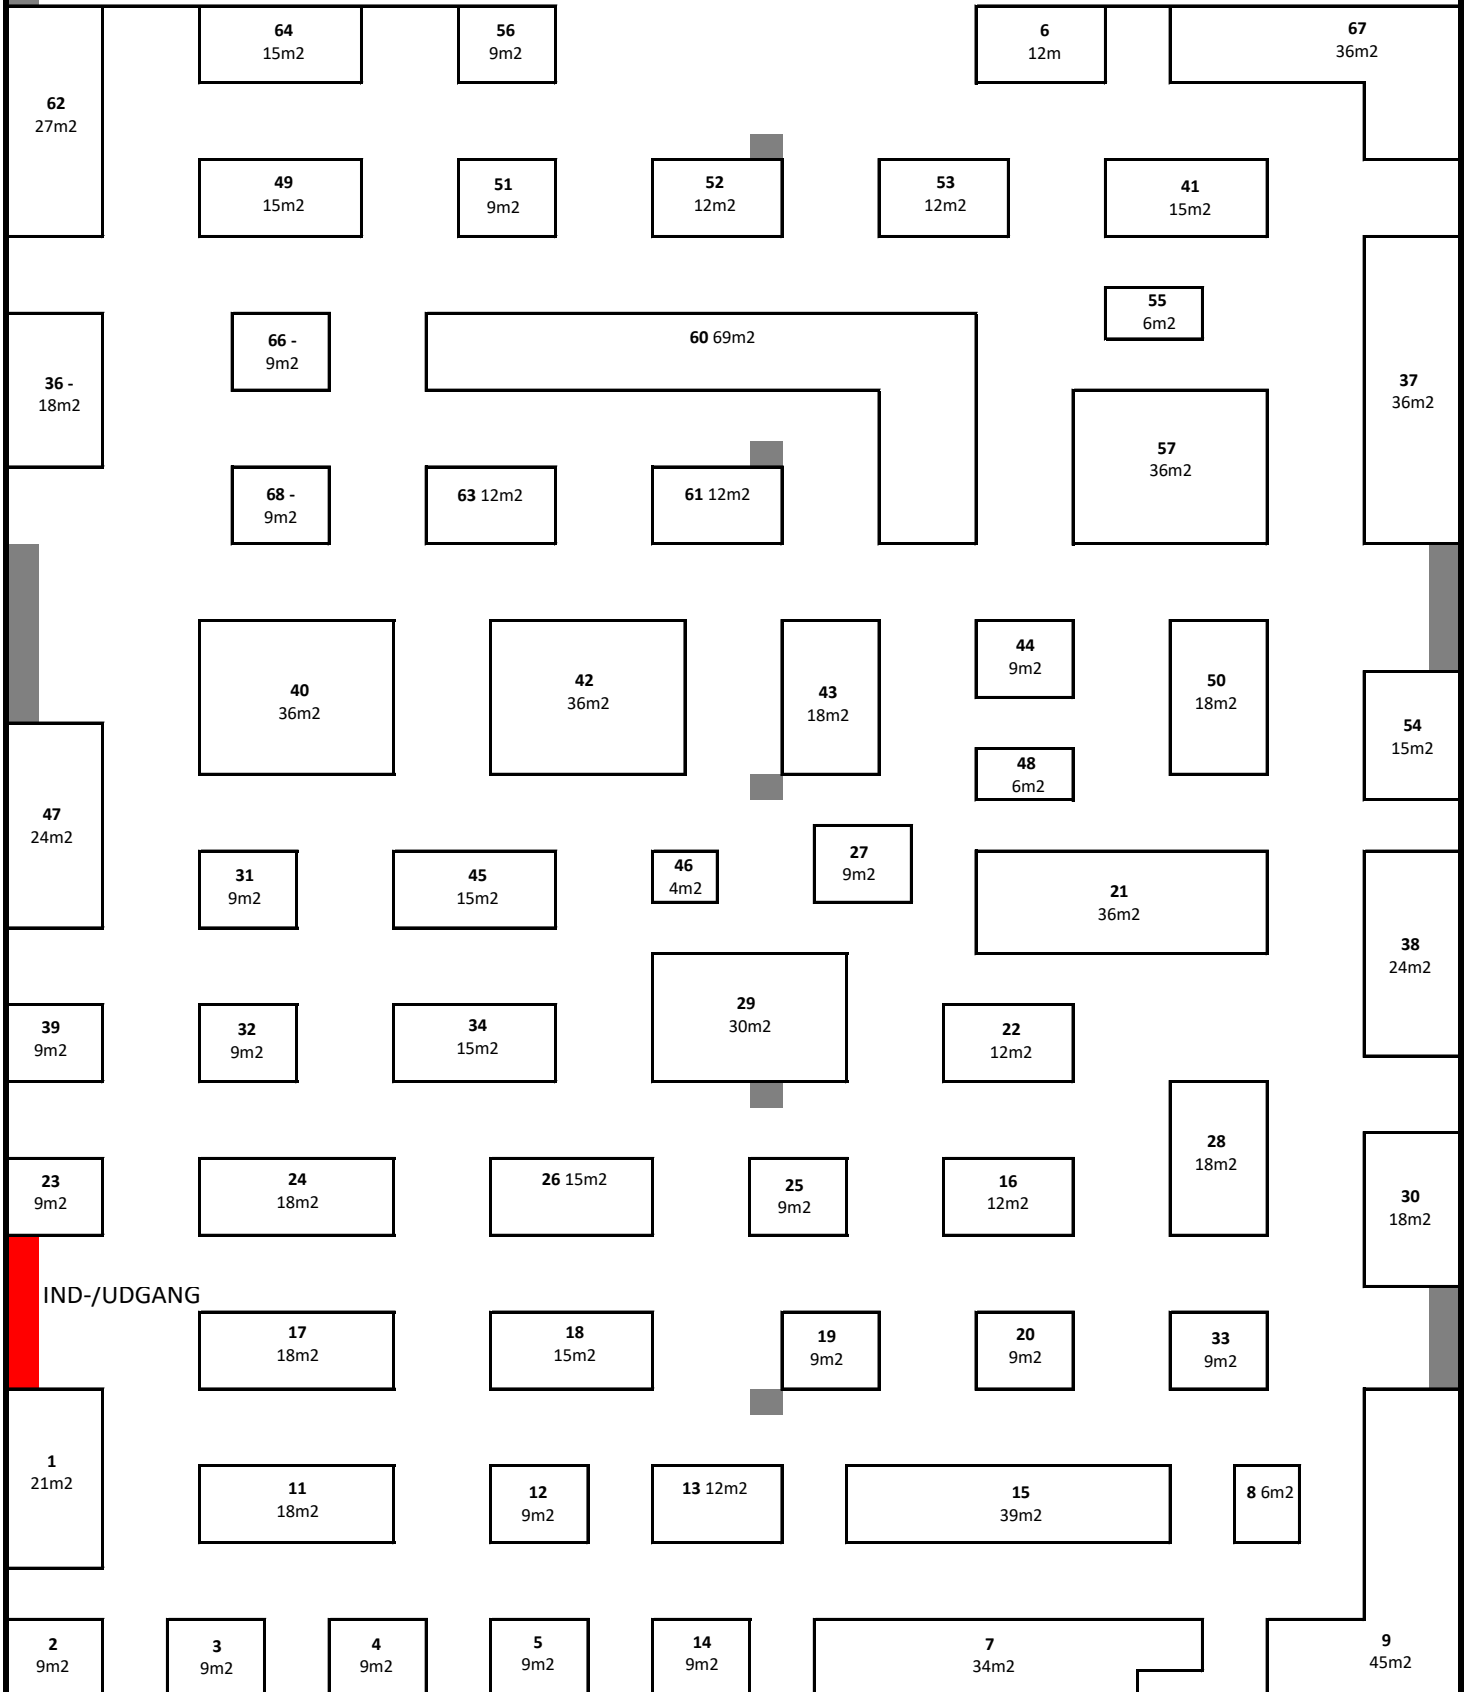 64
15m2
56
9m2
6
12m
67
36m2
62
27m2
49
15m2
51
9m2
52
12m2
53
12m2
41
15m2
55
6m2
66 -
9m2
60 69m2
36 -
18m2
37
36m2
57
36m2
68 -
9m2
63 12m2
61 12m2
40
36m2
42
36m2
43
18m2
44
9m2
50
18m2
54
15m2
48
6m2
47
24m2
31
9m2
45
15m2
46
4m2
27
9m2
21
36m2
38
24m2
39
9m2
32
9m2
34
15m2
29
30m2
22
12m2
28
18m2
23
9m2
24
18m2
26 15m2
25
9m2
16
12m2
30
18m2
IND-/UDGANG
17
18m2
18
15m2
19
9m2
20
9m2
33
9m2
1
21m2
11
18m2
12
9m2
13 12m2
15
39m2
8 6m2
2
9m2
3
9m2
4
9m2
5
9m2
14
9m2
7
34m2
9
45m2